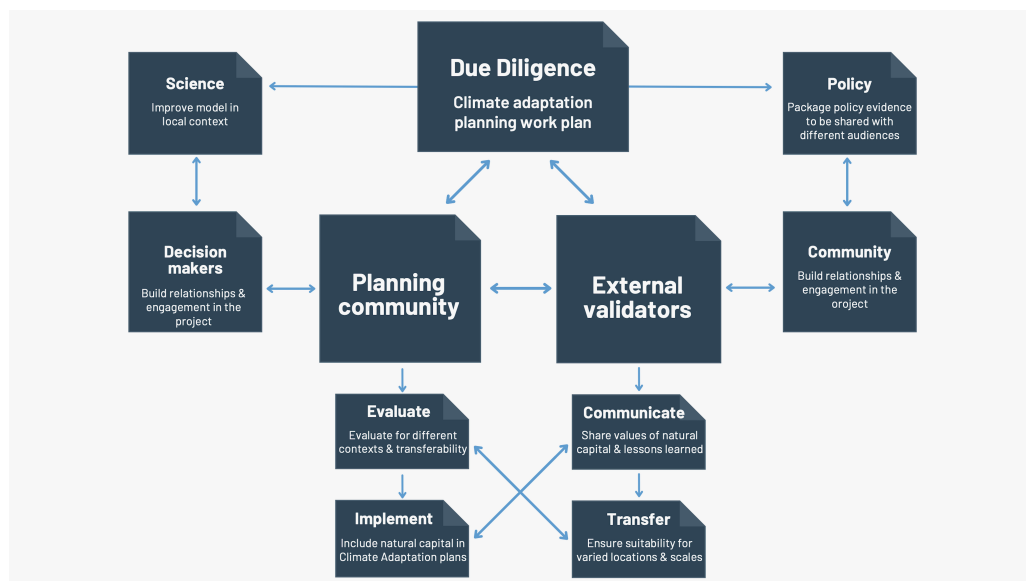 Due Diligence
Climate adaptation
planning work plan
Science
Improve model in
local context
Policy
Package policy evidence
to be shared with
different audiences
Decision
makers
Build relationships &
engagement in the
project
Planning
community
External
validators
Community
Build relationships &
engagement in the
oroject
Evaluate
Evaluate for different
contexts & transferability
Communicate
Share values of natural
capital & lessons learned
Implement
Include natural capital in
Climate Adaptation plans
Transfer
Ensure suitability for
varied locations & scales